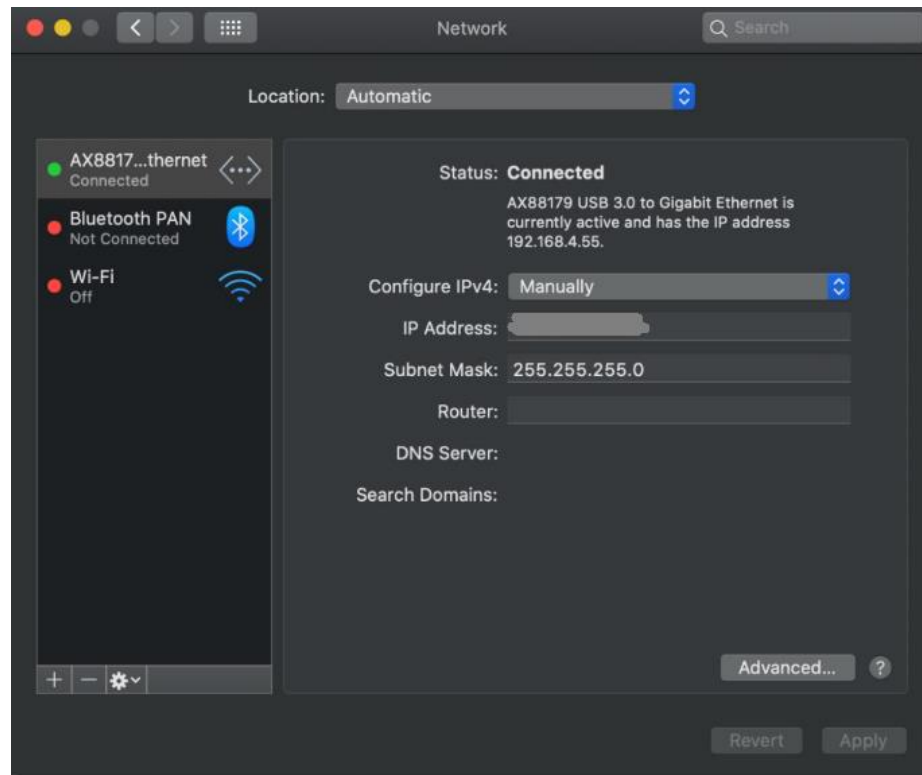 Network
Search
Location: Automatic
AX8817...thernet
Connected
Bluetooth PAN
Not Connected
Wi-Fi
Off
Status: Connected
AX88179 USB 3.0 to Gigabit Ethernet is
currently active and has the IP address
192.168.4.55.
Configure IPv4: Manually
IP Address:
Subnet Mask: 255.255.255.0
Router:
DNS Server:
Search Domains:
Advanced... ?
Revert Apply